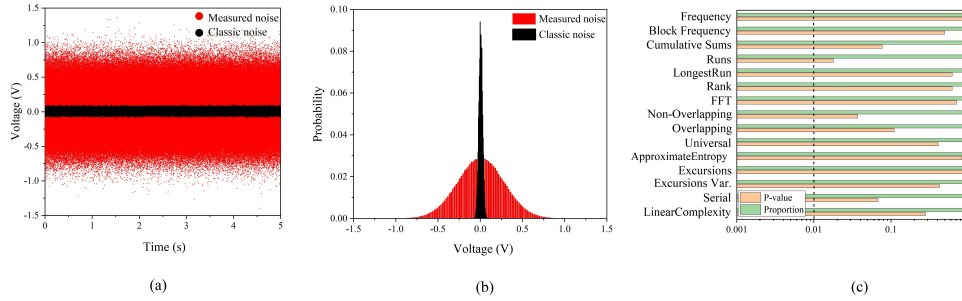 Measured noise
Classic noise
Voltage (V)
1.5
1.0
0.5
0.0
-0.5
-1.0
-1.5
0 1 2 3 4 5
Time (s)
(a)
Measured noise
Classic noise
Probability
0.10
0.08
0.06
0.04
0.02
0.00
-1.5 -1.0 -0.5 0.0 0.5 1.0 1.5
Voltage (V)
(b)
Frequency
Block Frequency
Cumulative Sums
Runs
LongestRun
Rank
FFT
Non-Overlapping
Overlapping
Universal
ApproximateEntropy
Excursions
Excursions Var.
Serial
LinearComplexity
P-value
Proportion
0.001 0.01 0.1
(c)